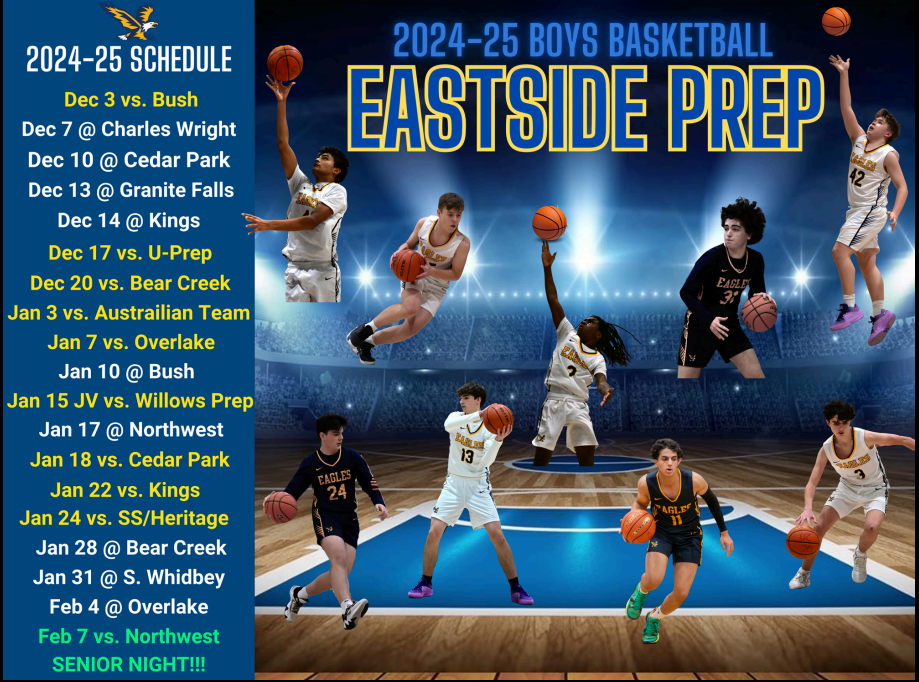 2024-25 SCHEDULE
Dec 3 vs. Bush
Dec 7 @ Charles Wright
Dec 10 @ Cedar Park
Dec 13 @ Granite Falls
Dec 14 @ Kings
Dec 17 vs. U-Prep
Dec 20 vs. Bear Creek
Jan 3 vs. Austrailian Team
Jan 7 vs. Overlake
Jan 10 @ Bush
Jan 15 JV vs. Willows Prep
Jan 17 @ Northwest
Jan 18 vs. Cedar Park
Jan 22 vs. Kings
Jan 24 vs. SS/Heritage
Jan 28 @ Bear Creek
Jan 31 @ S. Whidbey
Feb 4 @ Overlake
Feb 7 vs. Northwest
SENIOR NIGHT!!!
2024-25 BOYS BASKETBALL
EASTSIDE PREP
EAGLES
42
EAGLES
2
EAGLES
24
EAGLES
13
EAGLES
11
EAGLES
3